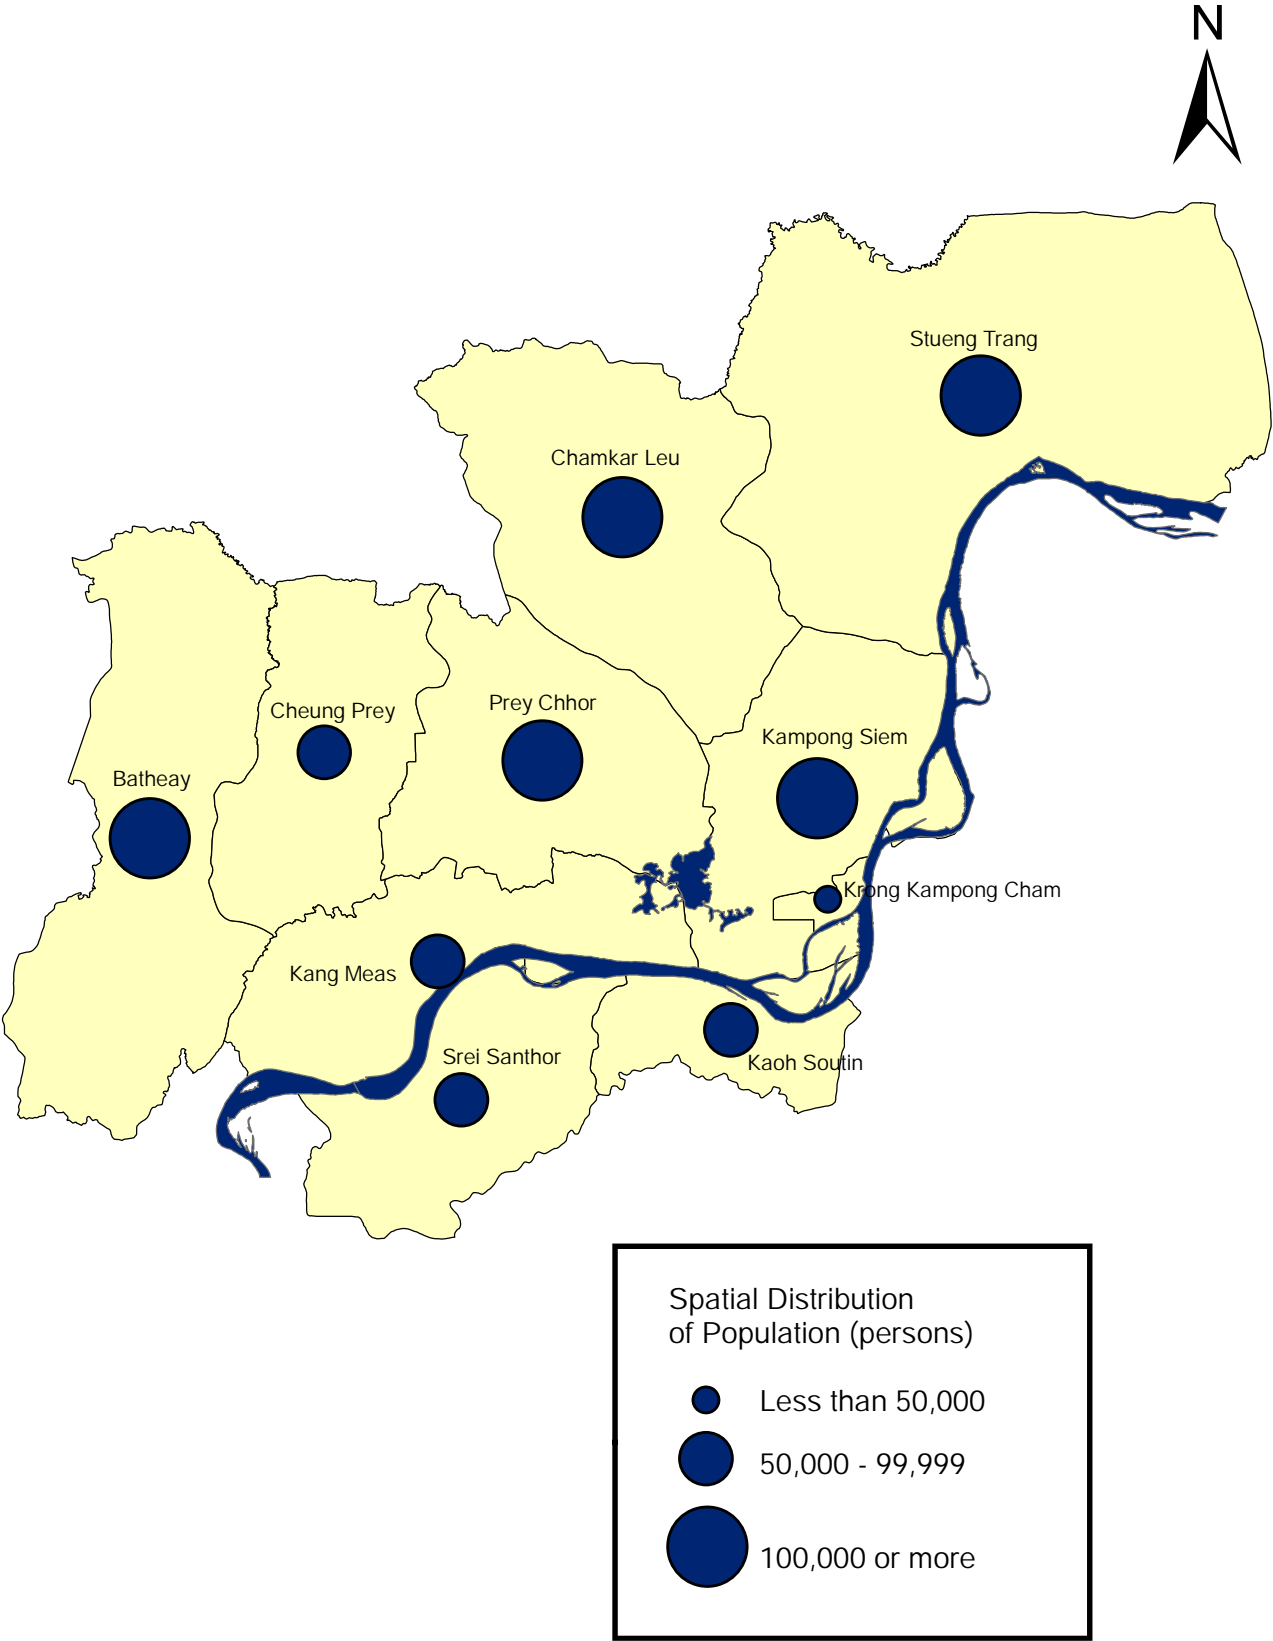 N
Stueng Trang
Chamkar Leu
Prey Chhor
Cheung Prey
Kampong Siem
Batheay
Krong Kampong Cham
Kang Meas
Srei Santhor
Kaoh Soutin
Spatial Distribution
of Population (persons)
Less than 50,000
50,000 - 99,999
100,000 or more